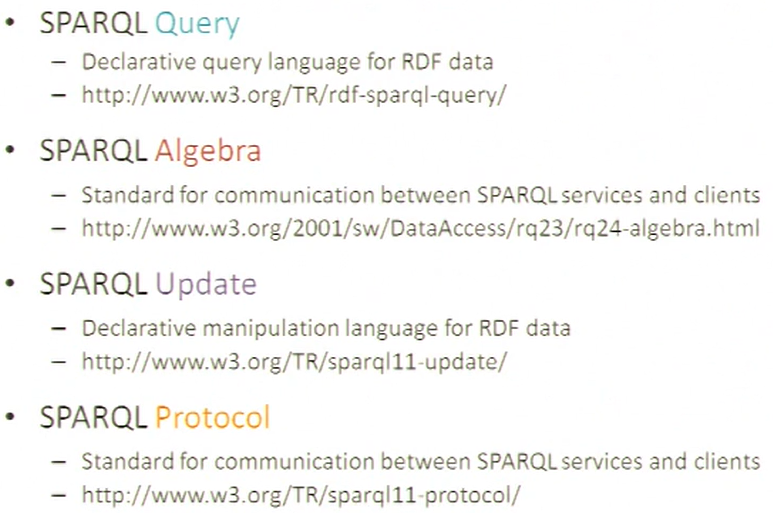 • SPARQL Query
– Declarative query language for RDF data
– http://www.w3.org/TR/rdf-sparql-query/
• SPARQL Algebra
– Standard for communication between SPARQL services and clients
– http://www.w3.org/2001/sw/DataAccess/rq23/rq24-algebra.html
• SPARQL Update
– Declarative manipulation language for RDF data
– http://www.w3.org/TR/sparql11-update/
• SPARQL Protocol
– Standard for communication between SPARQL services and clients
– http://www.w3.org/TR/sparql11-protocol/